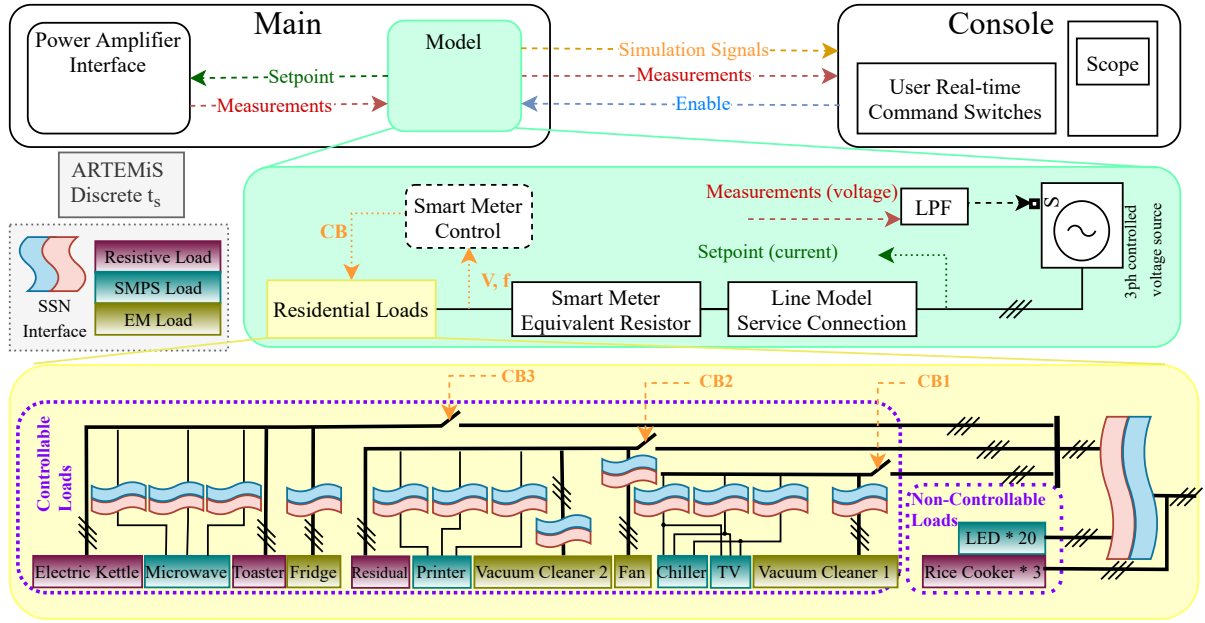 Main
Power Amplifier
Interface
Model
Setpoint
Measurements
Simulation Signals
Measurements
Enable
Console
User Real-time
Command Switches
Scope
ARTEMiS
Discrete ts
SSN
Interface
Resistive Load
SMPS Load
EM Load
Smart Meter
Control
CB
V, f
Residential Loads
Smart Meter
Equivalent Resistor
Line Model
Service Connection
Measurements (voltage)
LPF
Setpoint (current)
S
3ph controlled
voltage source
CB3
CB2
CB1
Controllable
Loads
Non-Controllable
Loads
LED * 20
Rice Cooker * 3
Electric Kettle
Microwave
Toaster
Fridge
Residual
Printer
Vacuum Cleaner 2
Fan
Chiller
TV
Vacuum Cleaner 1